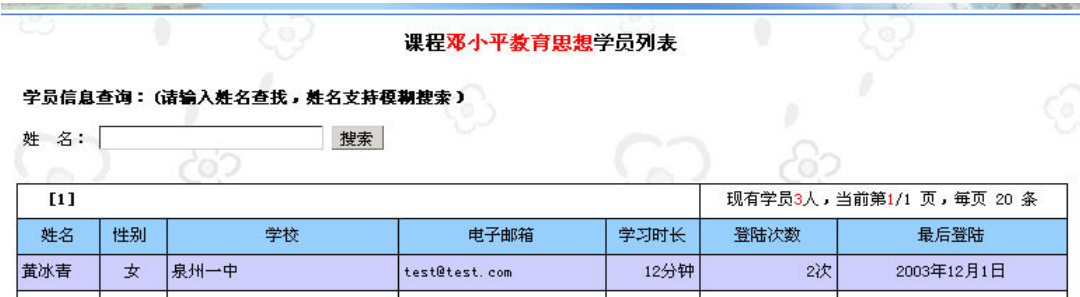 课程邓小平教育思想学员列表
学员信息查询：(请输入姓名查找，姓名支持模糊搜索)
姓 名： 搜索
[1] 现有学员3人，当前第1/1 页，每页 20 条
姓名 性别 学校 电子邮箱 学习时长 登陆次数 最后登陆
黄冰青 女 泉州一中 test@test.com 12分钟 2次 2003年12月1日